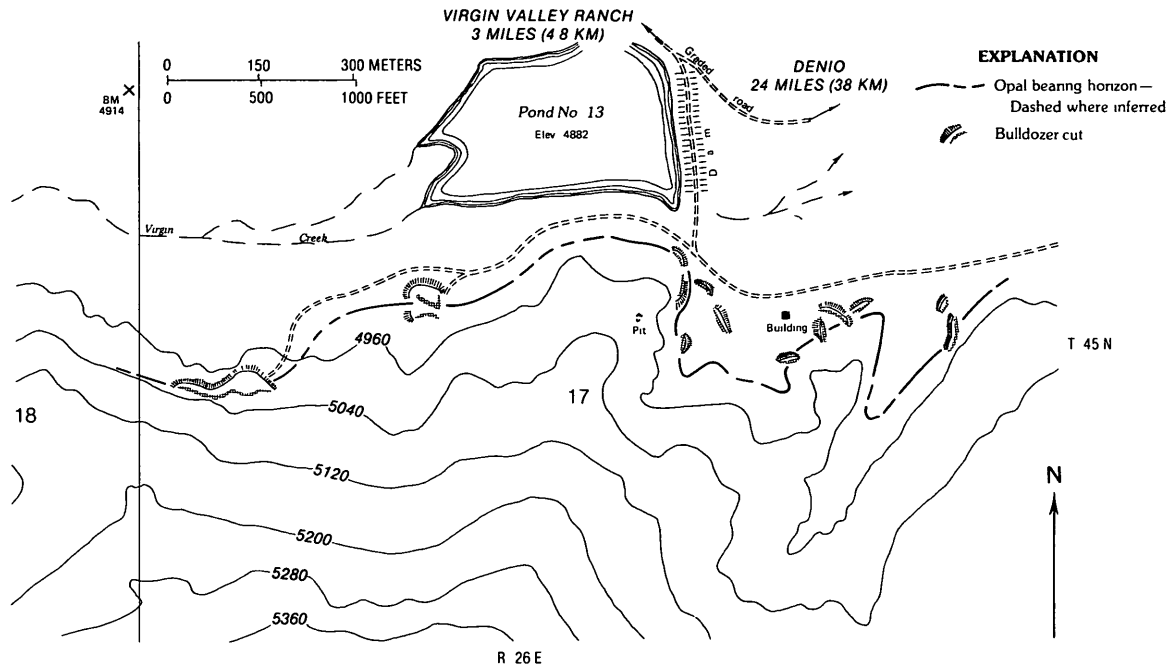 VIRGIN VALLEY RANCH
3 MILES (4 8 KM)
0 150 300 METERS
0 500 1000 FEET
BM
4914
Pond No 13
Elev 4882
Graded
road
Dam
DENIO
24 MILES (38 KM)
EXPLANATION
Opal bearing horizon—
Dashed where inferred
Bulldozer cut
Virgin
Creek
Pit
Building
T 45 N
4960
17
18
5040
5120
N
5200
5280
5360
R 26 E